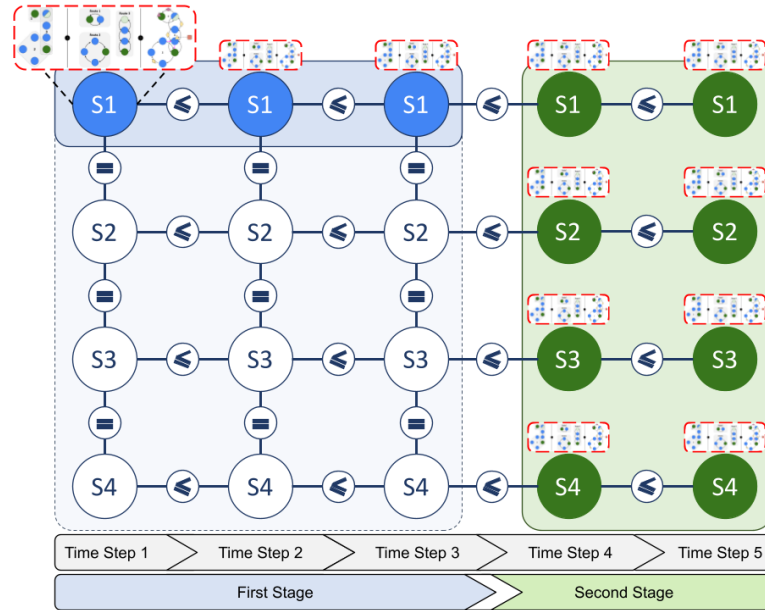 S1 ⩽ S1 ⩽ S1 ⩽ S1 ⩽ S1
= = =
S2 ⩽ S2 ⩽ S2 ⩽ S2 ⩽ S2
= = =
S3 ⩽ S3 ⩽ S3 ⩽ S3 ⩽ S3
= = =
S4 ⩽ S4 ⩽ S4 ⩽ S4 ⩽ S4
Time Step 1 Time Step 2 Time Step 3 Time Step 4 Time Step 5
First Stage Second Stage